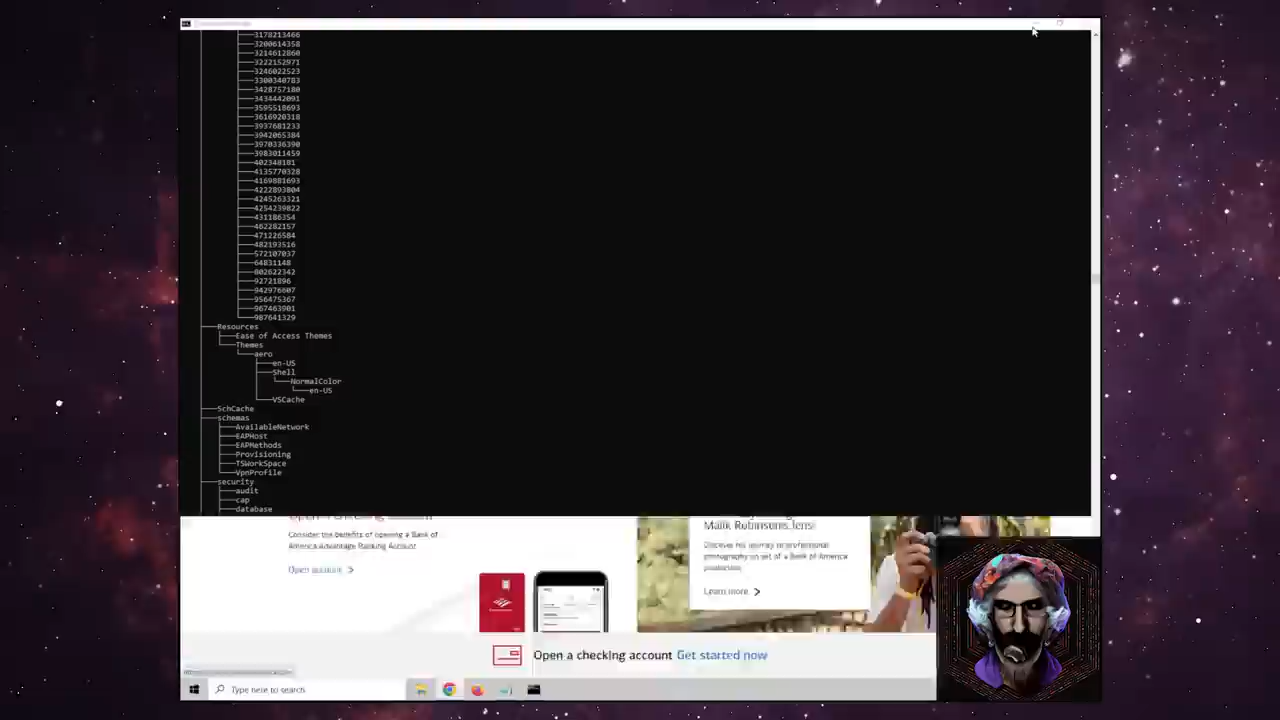 3178213466
3200614358
3214612860
3222152971
3246022523
3300340783
3428757180
3434442091
3595518693
3616920318
3937681233
3942065384
3970336390
3983011459
402348101
4135770328
4169881693
4222893804
4245263321
4254239822
431186354
462282157
471226584
482193516
572107037
64831148
802622342
92721896
942976607
956475367
967463901
987641329
Resources
Ease of Access Themes
Themes
aero
en-US
Shell
NormalColor
en-US
VSCache
SchCache
schemas
AvailableNetwork
EAPHost
EAPMethods
Provisioning
TSWorkSpace
VpnProfile
security
audit
cap
database
Consider the benefits of opening a Bank of
America Advantage Banking Account
Open account >
Malik Robinsons lens
Discover his journey to professional
photography on set of a Bank of America
production.
Learn more >
Open a checking account Get started now
Type here to search